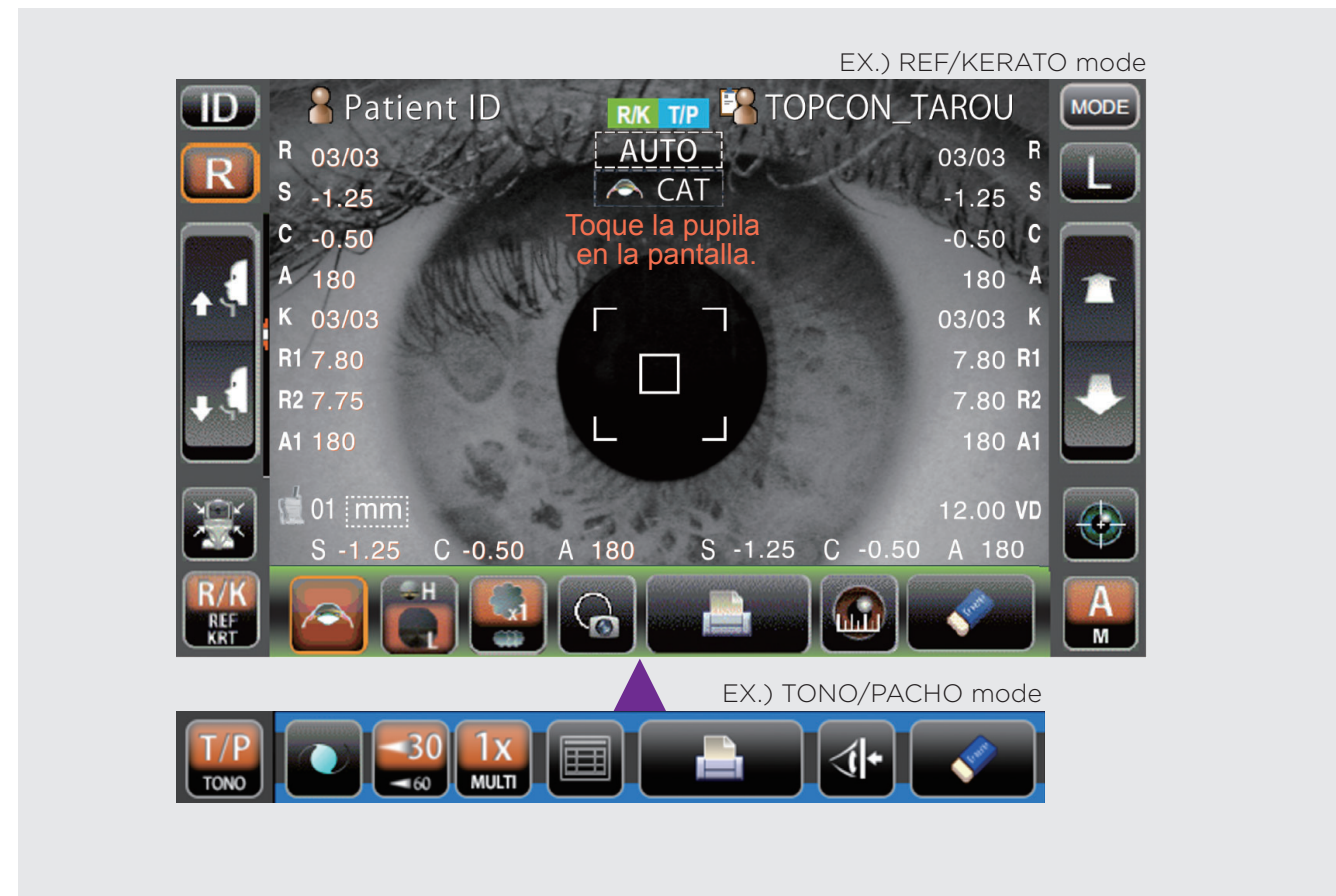 EX.) REF/KERATO mode
ID Patient ID R/K T/P TOPCON_TAROU MODE
R R 03/03 AUTO 03/03 R L
S -1.25 CAT -1.25 S
Toque la pupila
en la pantalla.
C -0.50 -0.50 C
A 180 180 A
K 03/03 03/03 K
R1 7.80 7.80 R1
R2 7.75 7.80 R2
A1 180 180 A1
01 mm 12.00 VD
S -1.25 C -0.50 A 180 S -1.25 C -0.50 A 180
R/K H x1 A
REF
KRT L M
EX.) TONO/PACHO mode
T/P 30 1x
TONO 60 MULTI